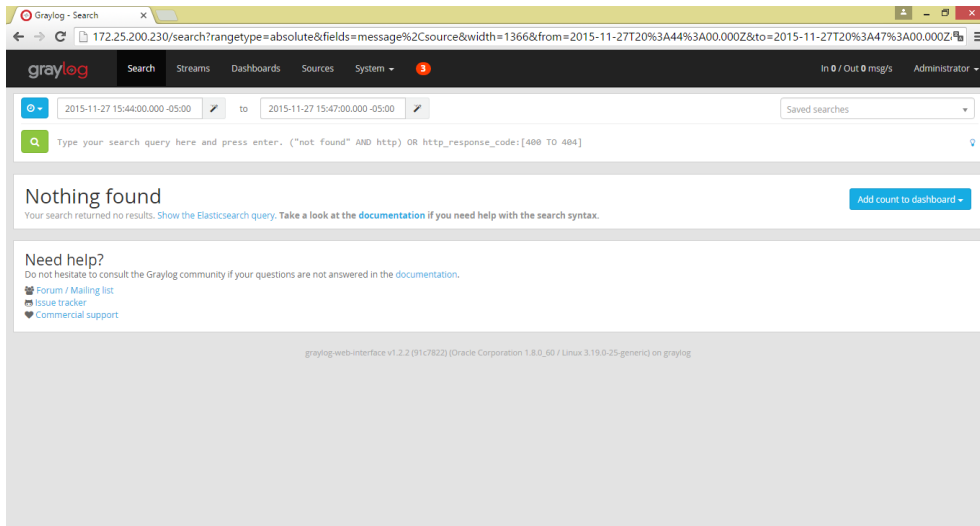 Graylog - Search
172.25.200.230/search?rangetype=absolute&fields=message%2Csource&width=1366&from=2015-11-27T20%3A44%3A00.000Z&to=2015-11-27T20%3A47%3A00.000Z
graylog Search Streams Dashboards Sources System 3 In 0 / Out 0 msg/s Administrator
2015-11-27 15:44:00.000 -05:00 to 2015-11-27 15:47:00.000 -05:00 Saved searches
Type your search query here and press enter. ("not found" AND http) OR http_response_code:[400 TO 404]
Nothing found
Add count to dashboard
Your search returned no results. Show the Elasticsearch query. Take a look at the documentation if you need help with the search syntax.
Need help?
Do not hesitate to consult the Graylog community if your questions are not answered in the documentation.
Forum / Mailing list
Issue tracker
Commercial support
graylog-web-interface v1.2.2 (91c7822) (Oracle Corporation 1.8.0_60 / Linux 3.19.0-25-generic) on graylog